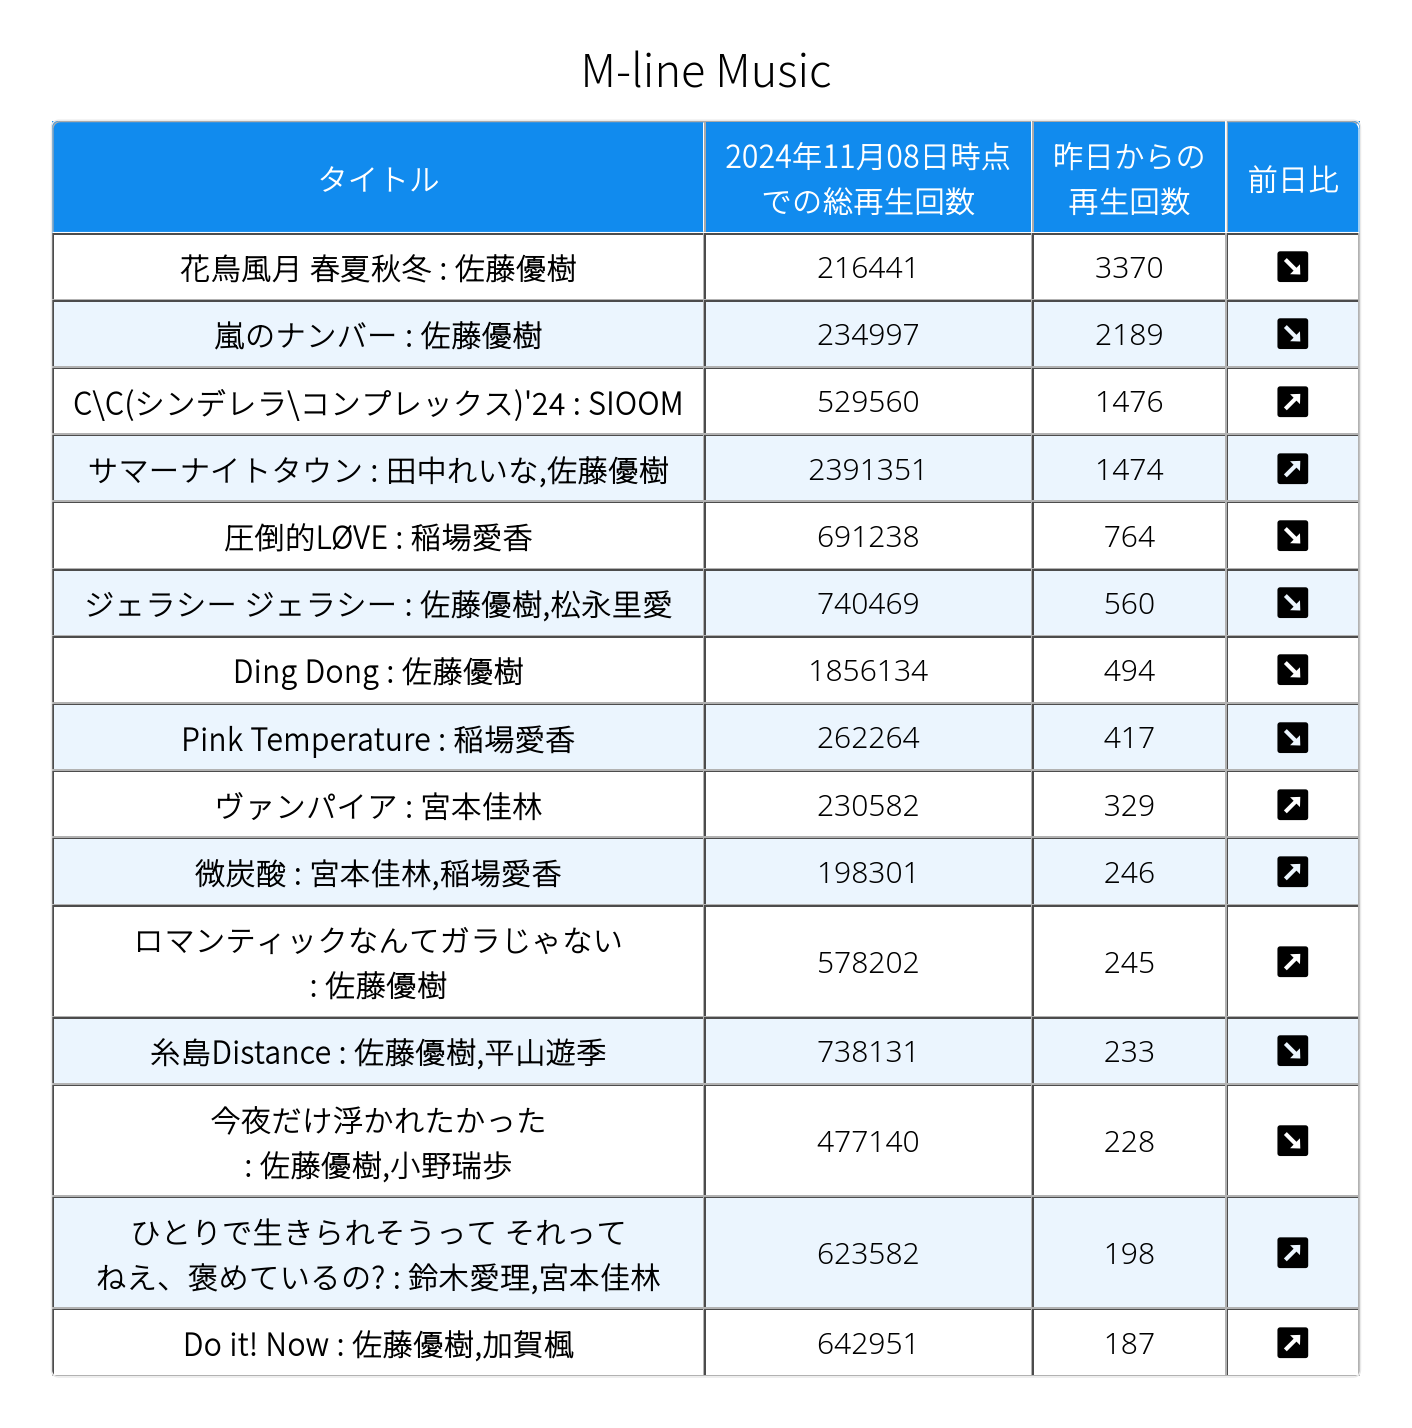 M-line Music
タイトル
2024年11月08日時点
での総再生回数
昨日からの
再生回数
前日比
花鳥風月 春夏秋冬 : 佐藤優樹
216441
3370
嵐のナンバー : 佐藤優樹
234997
2189
C\C(シンデレラ\コンプレックス)'24 : SIOOM
529560
1476
サマーナイトタウン : 田中れいな,佐藤優樹
2391351
1474
圧倒的LØVE : 稲場愛香
691238
764
ジェラシー ジェラシー : 佐藤優樹,松永里愛
740469
560
Ding Dong : 佐藤優樹
1856134
494
Pink Temperature : 稲場愛香
262264
417
ヴァンパイア : 宮本佳林
230582
329
微炭酸 : 宮本佳林,稲場愛香
198301
246
ロマンティックなんてガラじゃない
: 佐藤優樹
578202
245
糸島Distance : 佐藤優樹,平山遊季
738131
233
今夜だけ浮かれたかった
: 佐藤優樹,小野瑞歩
477140
228
ひとりで生きられそうって それって
ねえ、褒めているの? : 鈴木愛理,宮本佳林
623582
198
Do it! Now : 佐藤優樹,加賀楓
642951
187